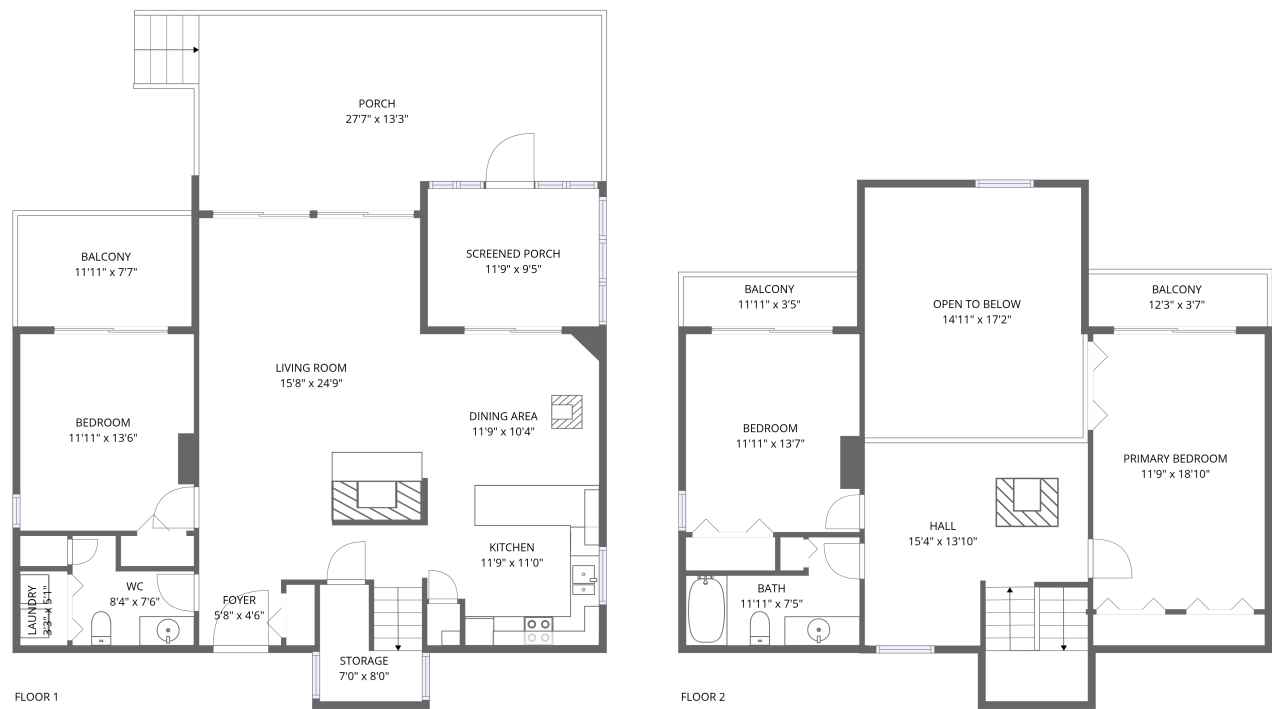 PORCH
27'7" x 13'3"
BALCONY
11'11" x 7'7"
SCREENED PORCH
11'9" x 9'5"
LIVING ROOM
15'8" x 24'9"
DINING AREA
11'9" x 10'4"
BEDROOM
11'11" x 13'6"
KITCHEN
11'9" x 11'0"
WC
8'4" x 7'6"
LAUNDRY
3'3" x 5'1"
FOYER
5'8" x 4'6"
STORAGE
7'0" x 8'0"
FLOOR 1
BALCONY
11'11" x 3'5"
OPEN TO BELOW
14'11" x 17'2"
BALCONY
12'3" x 3'7"
BEDROOM
11'11" x 13'7"
PRIMARY BEDROOM
11'9" x 18'10"
HALL
15'4" x 13'10"
BATH
11'11" x 7'5"
FLOOR 2